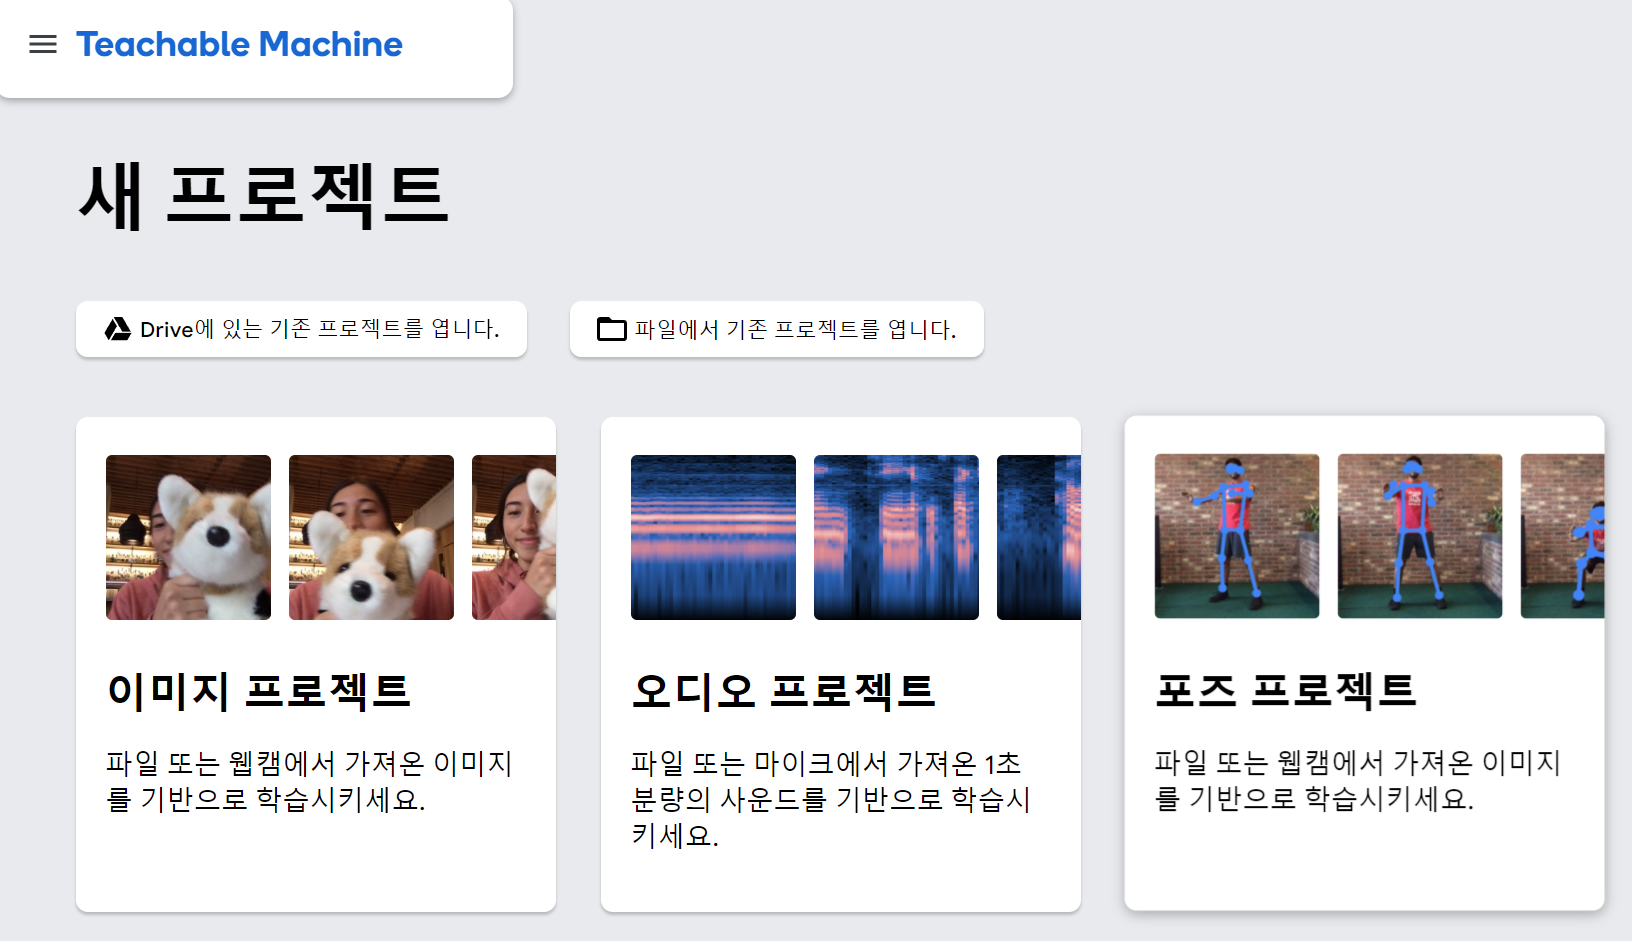 Teachable Machine
새 프로젝트
Drive에 있는 기존 프로젝트를 엽니다.
파일에서 기존 프로젝트를 엽니다.
이미지 프로젝트
파일 또는 웹캠에서 가져온 이미지
를 기반으로 학습시키세요.
오디오 프로젝트
파일 또는 마이크에서 가져온 1초
분량의 사운드를 기반으로 학습시
키세요.
포즈 프로젝트
파일 또는 웹캠에서 가져온 이미지
를 기반으로 학습시키세요.